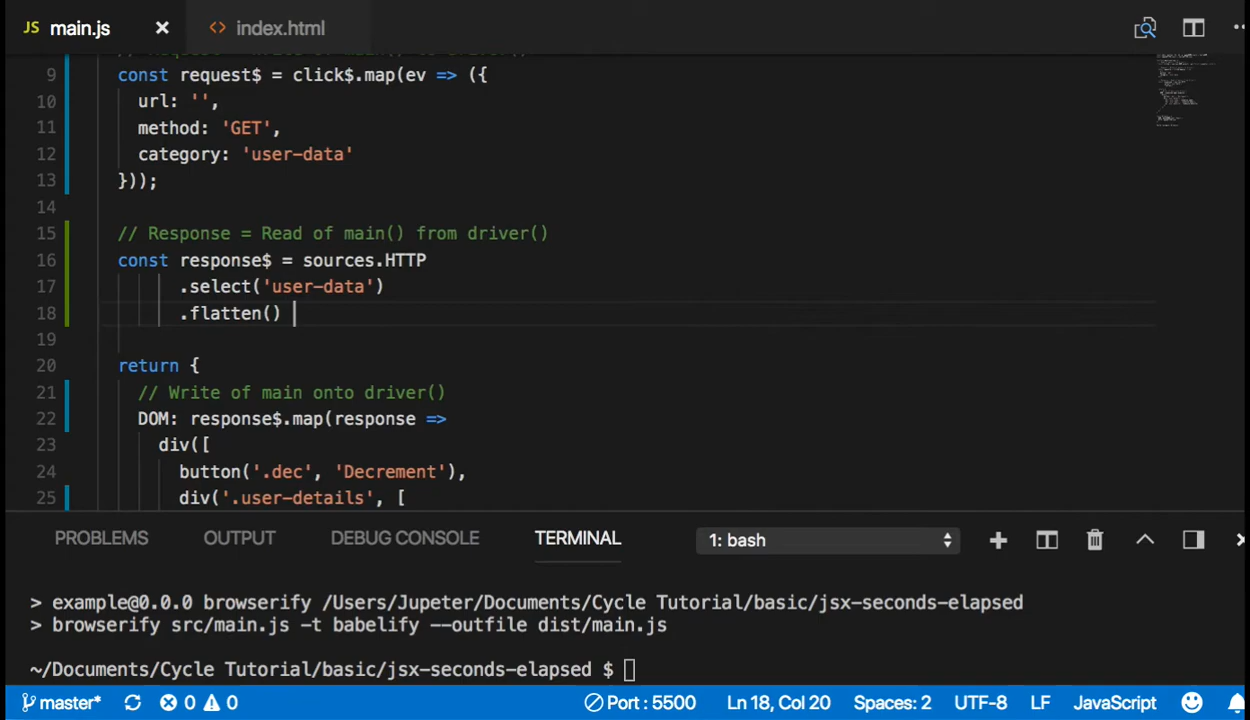 JS main.js × <> index.html
9 const request$ = click$.map(ev => ({
10 url: '',
11 method: 'GET',
12 category: 'user-data'
13 }));
14
15 // Response = Read of main() from driver()
16 const response$ = sources.HTTP
17 .select('user-data')
18 .flatten()
19
20 return {
21 // Write of main onto driver()
22 DOM: response$.map(response =>
23 div([
24 button('.dec', 'Decrement'),
25 div('.user-details', [
PROBLEMS OUTPUT DEBUG CONSOLE TERMINAL 1: bash
> example@0.0.0 browserify /Users/Jupeter/Documents/Cycle Tutorial/basic/jsx-seconds-elapsed
> browserify src/main.js -t babelify --outfile dist/main.js
~/Documents/Cycle Tutorial/basic/jsx-seconds-elapsed $
master* 0 0 Port : 5500 Ln 18, Col 20 Spaces: 2 UTF-8 LF JavaScript